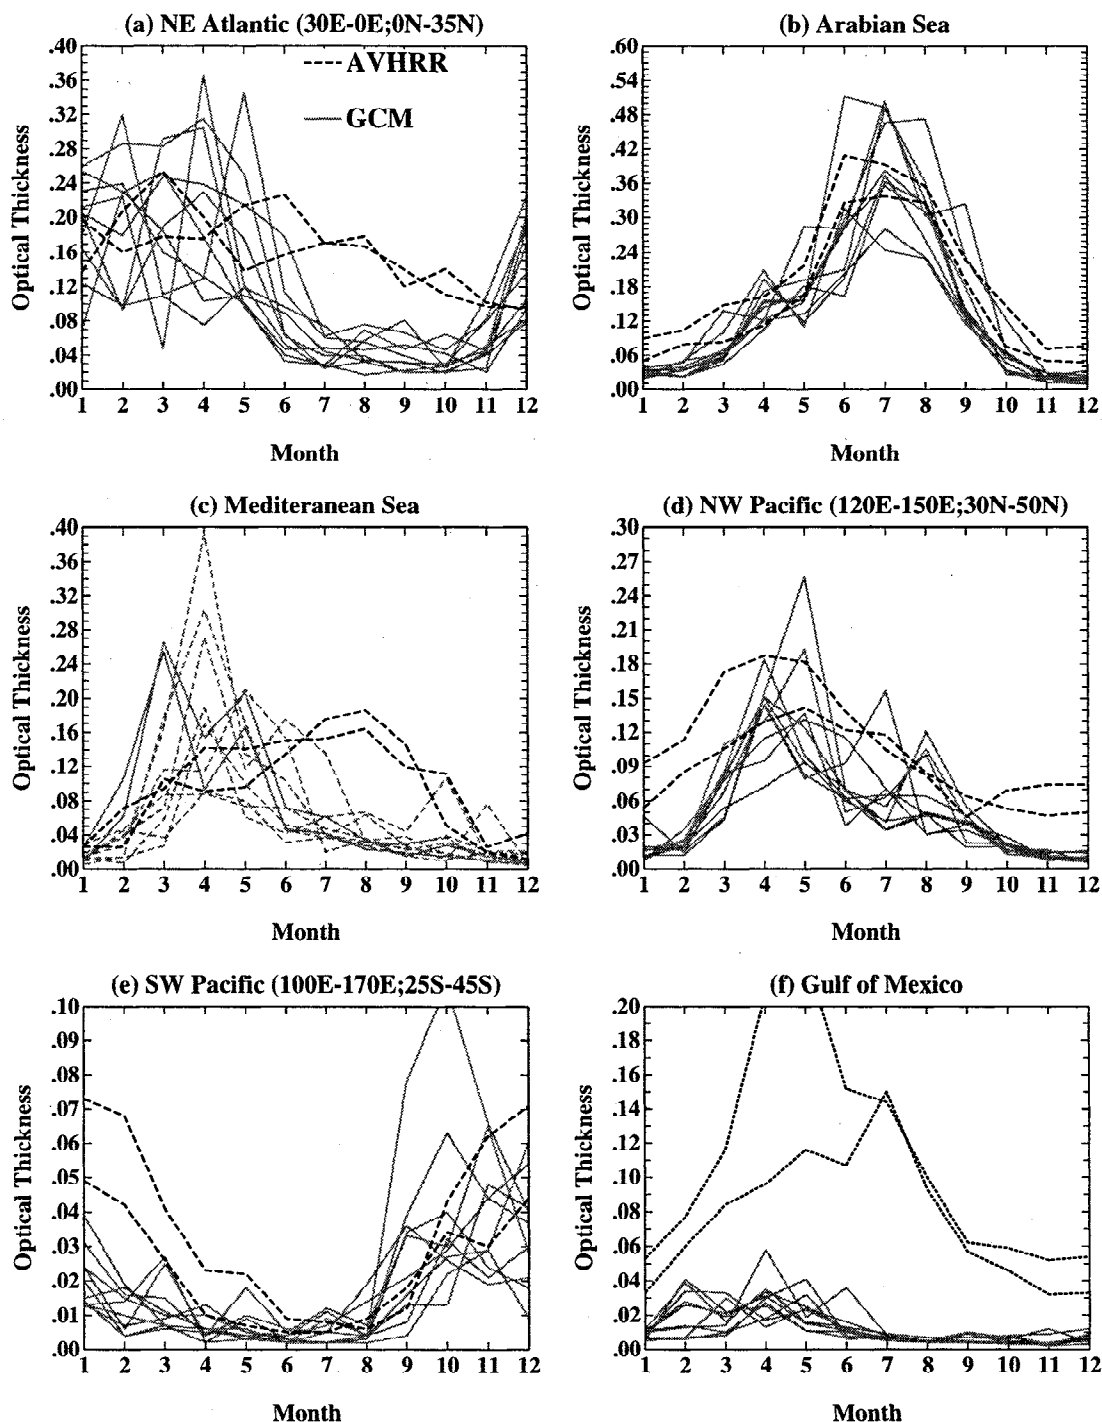 (a) NE Atlantic (30E-0E;0N-35N)
.40
.36
.32
.28
.24
.20
.16
.12
.08
.04
.00
Optical Thickness
AVHRR
GCM
1 2 3 4 5 6 7 8 9 10 11 12
Month
(b) Arabian Sea
.60
.54
.48
.42
.36
.30
.24
.18
.12
.06
.00
Optical Thickness
1 2 3 4 5 6 7 8 9 10 11 12
Month
(c) Mediteranean Sea
.40
.36
.32
.28
.24
.20
.16
.12
.08
.04
.00
Optical Thickness
1 2 3 4 5 6 7 8 9 10 11 12
Month
(d) NW Pacific (120E-150E;30N-50N)
.30
.27
.24
.21
.18
.15
.12
.09
.06
.03
.00
Optical Thickness
1 2 3 4 5 6 7 8 9 10 11 12
Month
(e) SW Pacific (100E-170E;25S-45S)
.10
.09
.08
.07
.06
.05
.04
.03
.02
.01
.00
Optical Thickness
1 2 3 4 5 6 7 8 9 10 11 12
Month
(f) Gulf of Mexico
.20
.18
.16
.14
.12
.10
.08
.06
.04
.02
.00
Optical Thickness
1 2 3 4 5 6 7 8 9 10 11 12
Month